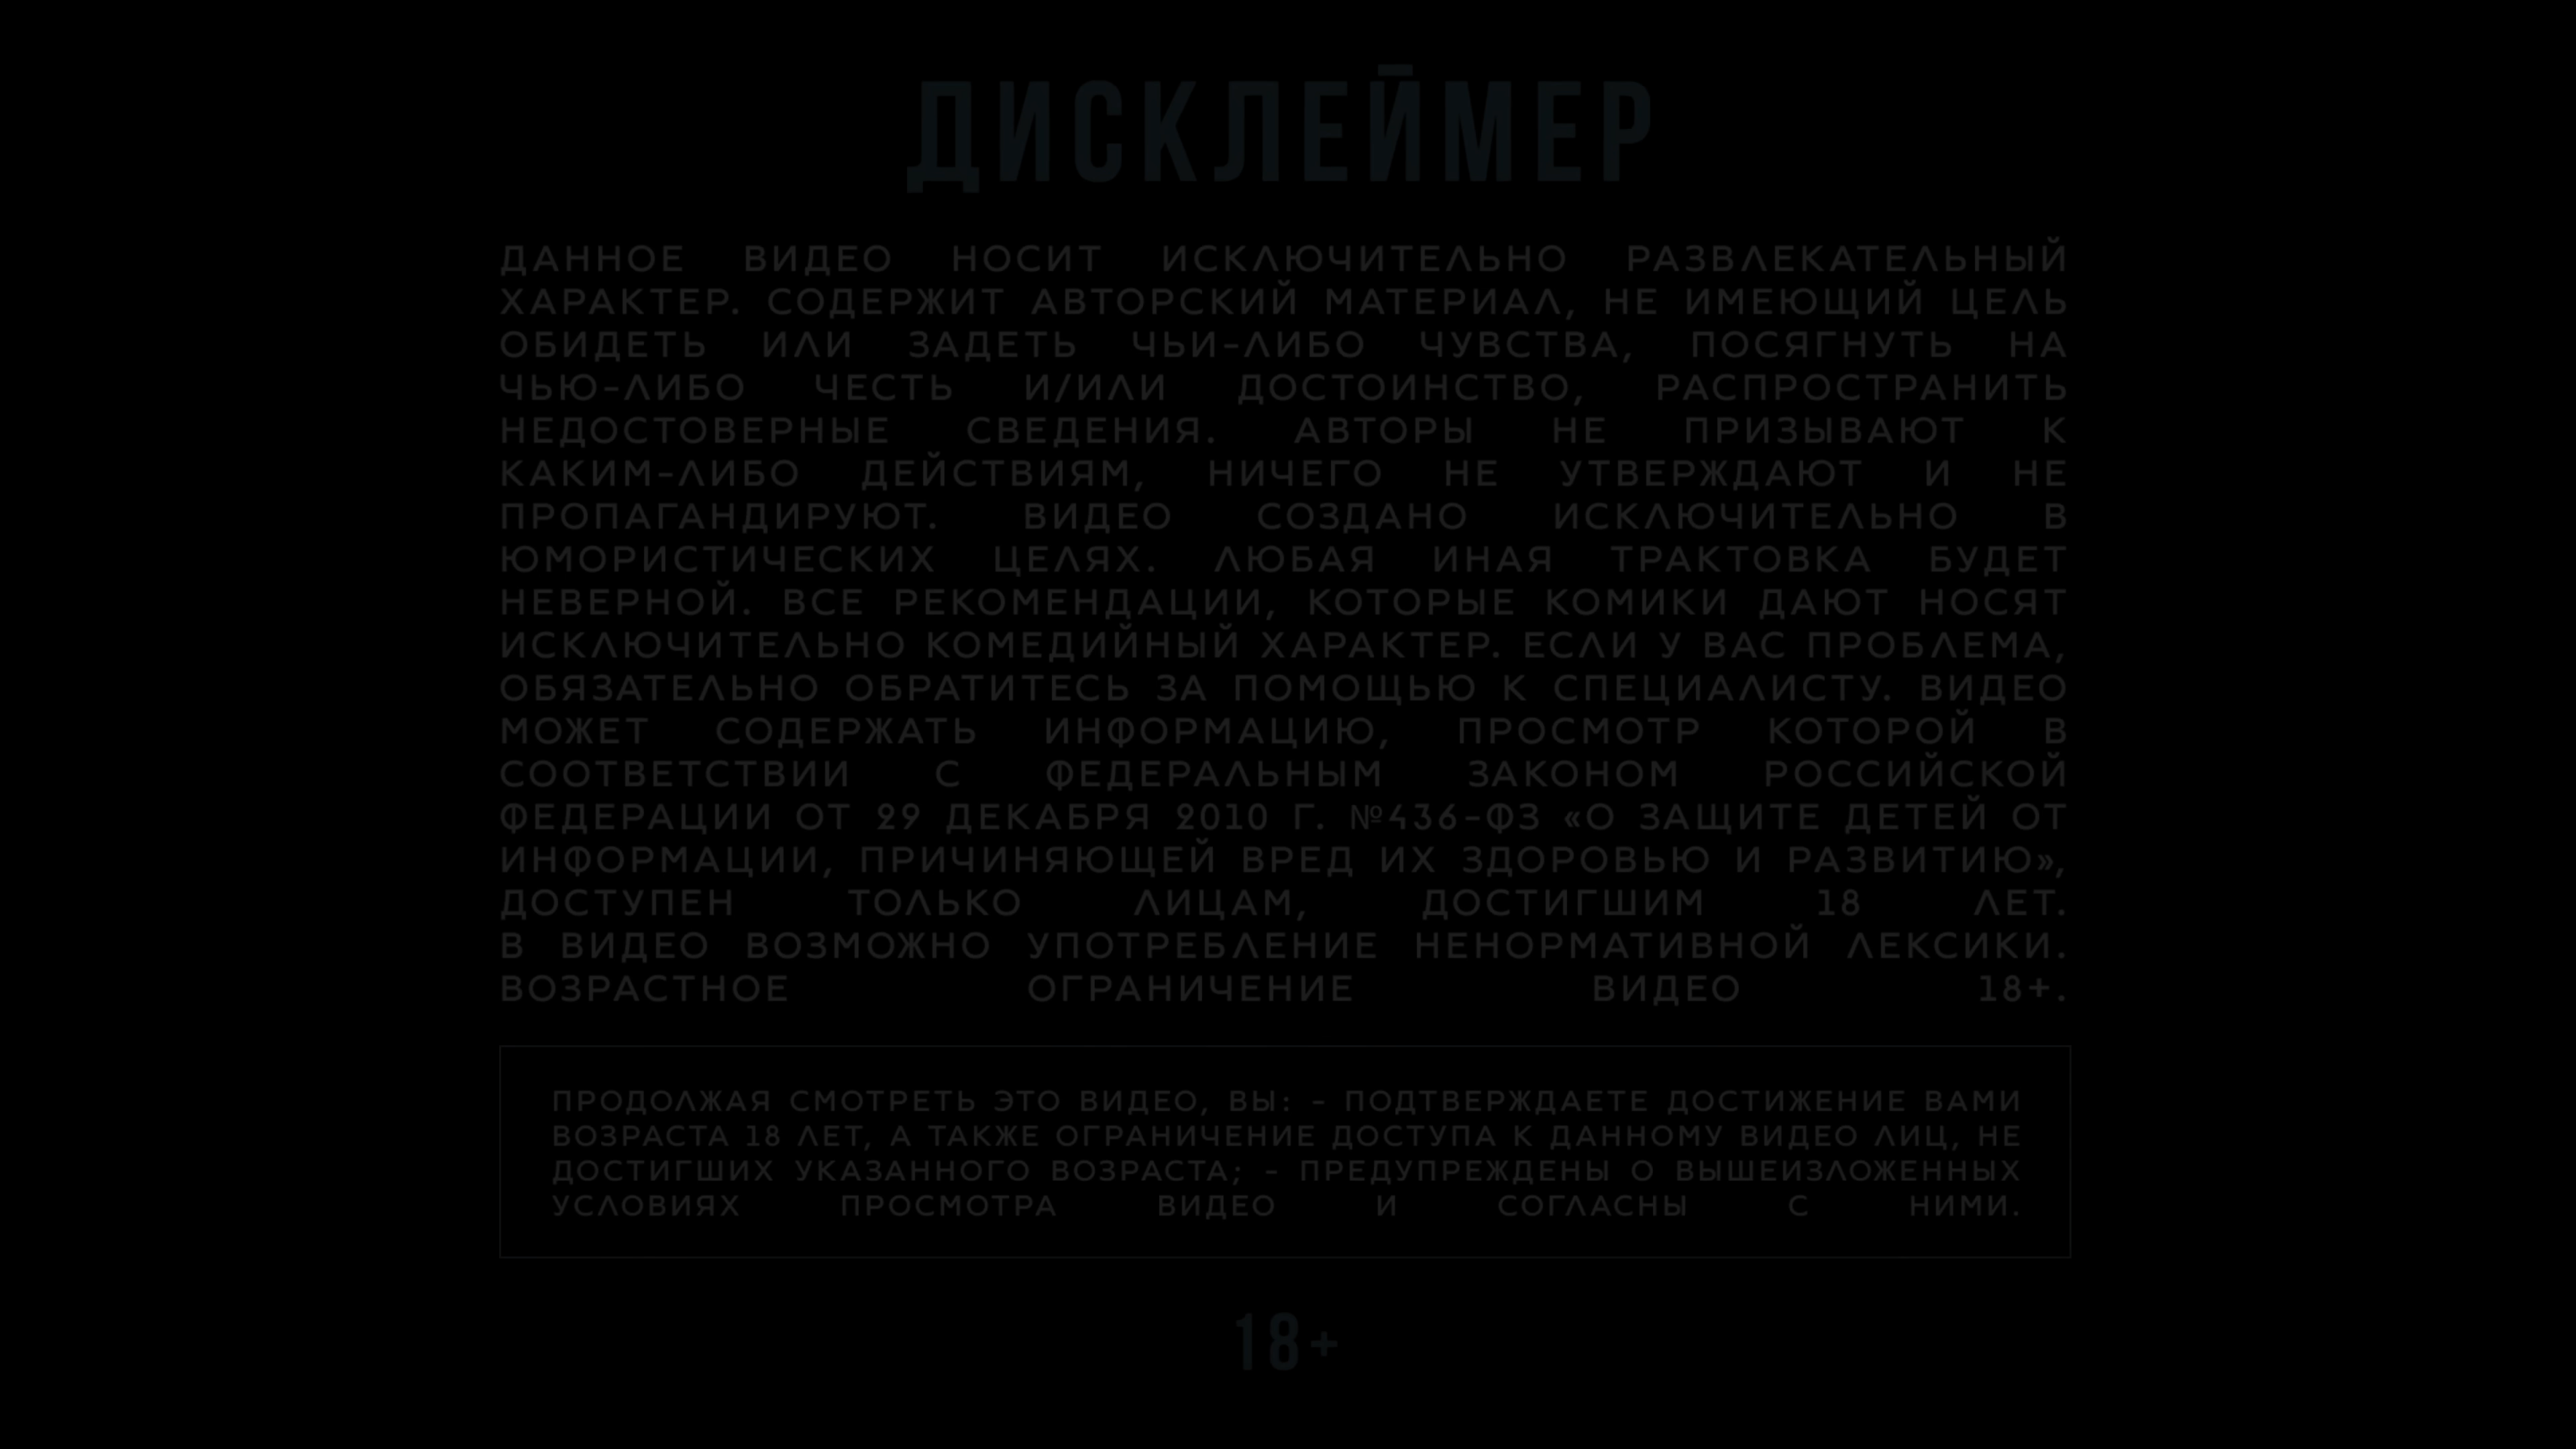 ДИСКЛЕЙМЕР
ДАННОЕ ВИДЕО НОСИТ ИСКЛЮЧИТЕЛЬНО РАЗВЛЕКАТЕЛЬНЫЙ
ХАРАКТЕР. СОДЕРЖИТ АВТОРСКИЙ МАТЕРИАЛ, НЕ ИМЕЮЩИЙ ЦЕЛЬ
ОБИДЕТЬ ИЛИ ЗАДЕТЬ ЧЬИ-ЛИБО ЧУВСТВА, ПОСЯГНУТЬ НА
ЧЬЮ-ЛИБО ЧЕСТЬ И/ИЛИ ДОСТОИНСТВО, РАСПРОСТРАНИТЬ
НЕДОСТОВЕРНЫЕ СВЕДЕНИЯ. АВТОРЫ НЕ ПРИЗЫВАЮТ К
КАКИМ-ЛИБО ДЕЙСТВИЯМ, НИЧЕГО НЕ УТВЕРЖДАЮТ И НЕ
ПРОПАГАНДИРУЮТ. ВИДЕО СОЗДАНО ИСКЛЮЧИТЕЛЬНО В
ЮМОРИСТИЧЕСКИХ ЦЕЛЯХ. ЛЮБАЯ ИНАЯ ТРАКТОВКА БУДЕТ
НЕВЕРНОЙ. ВСЕ РЕКОМЕНДАЦИИ, КОТОРЫЕ КОМИКИ ДАЮТ НОСЯТ
ИСКЛЮЧИТЕЛЬНО КОМЕДИЙНЫЙ ХАРАКТЕР. ЕСЛИ У ВАС ПРОБЛЕМА,
ОБЯЗАТЕЛЬНО ОБРАТИТЕСЬ ЗА ПОМОЩЬЮ К СПЕЦИАЛИСТУ. ВИДЕО
МОЖЕТ СОДЕРЖАТЬ ИНФОРМАЦИЮ, ПРОСМОТР КОТОРОЙ В
СООТВЕТСТВИИ С ФЕДЕРАЛЬНЫМ ЗАКОНОМ РОССИЙСКОЙ
ФЕДЕРАЦИИ ОТ 29 ДЕКАБРЯ 2010 Г. №436-ФЗ «О ЗАЩИТЕ ДЕТЕЙ ОТ
ИНФОРМАЦИИ, ПРИЧИНЯЮЩЕЙ ВРЕД ИХ ЗДОРОВЬЮ И РАЗВИТИЮ»,
ДОСТУПЕН ТОЛЬКО ЛИЦАМ, ДОСТИГШИМ 18 ЛЕТ.
В ВИДЕО ВОЗМОЖНО УПОТРЕБЛЕНИЕ НЕНОРМАТИВНОЙ ЛЕКСИКИ.
ВОЗРАСТНОЕ ОГРАНИЧЕНИЕ ВИДЕО 18+.
ПРОДОЛЖАЯ СМОТРЕТЬ ЭТО ВИДЕО, ВЫ: - ПОДТВЕРЖДАЕТЕ ДОСТИЖЕНИЕ ВАМИ
ВОЗРАСТА 18 ЛЕТ, А ТАКЖЕ ОГРАНИЧЕНИЕ ДОСТУПА К ДАННОМУ ВИДЕО ЛИЦ, НЕ
ДОСТИГШИХ УКАЗАННОГО ВОЗРАСТА; - ПРЕДУПРЕЖДЕНЫ О ВЫШЕИЗЛОЖЕННЫХ
УСЛОВИЯХ ПРОСМОТРА ВИДЕО И СОГЛАСНЫ С НИМИ.
18+